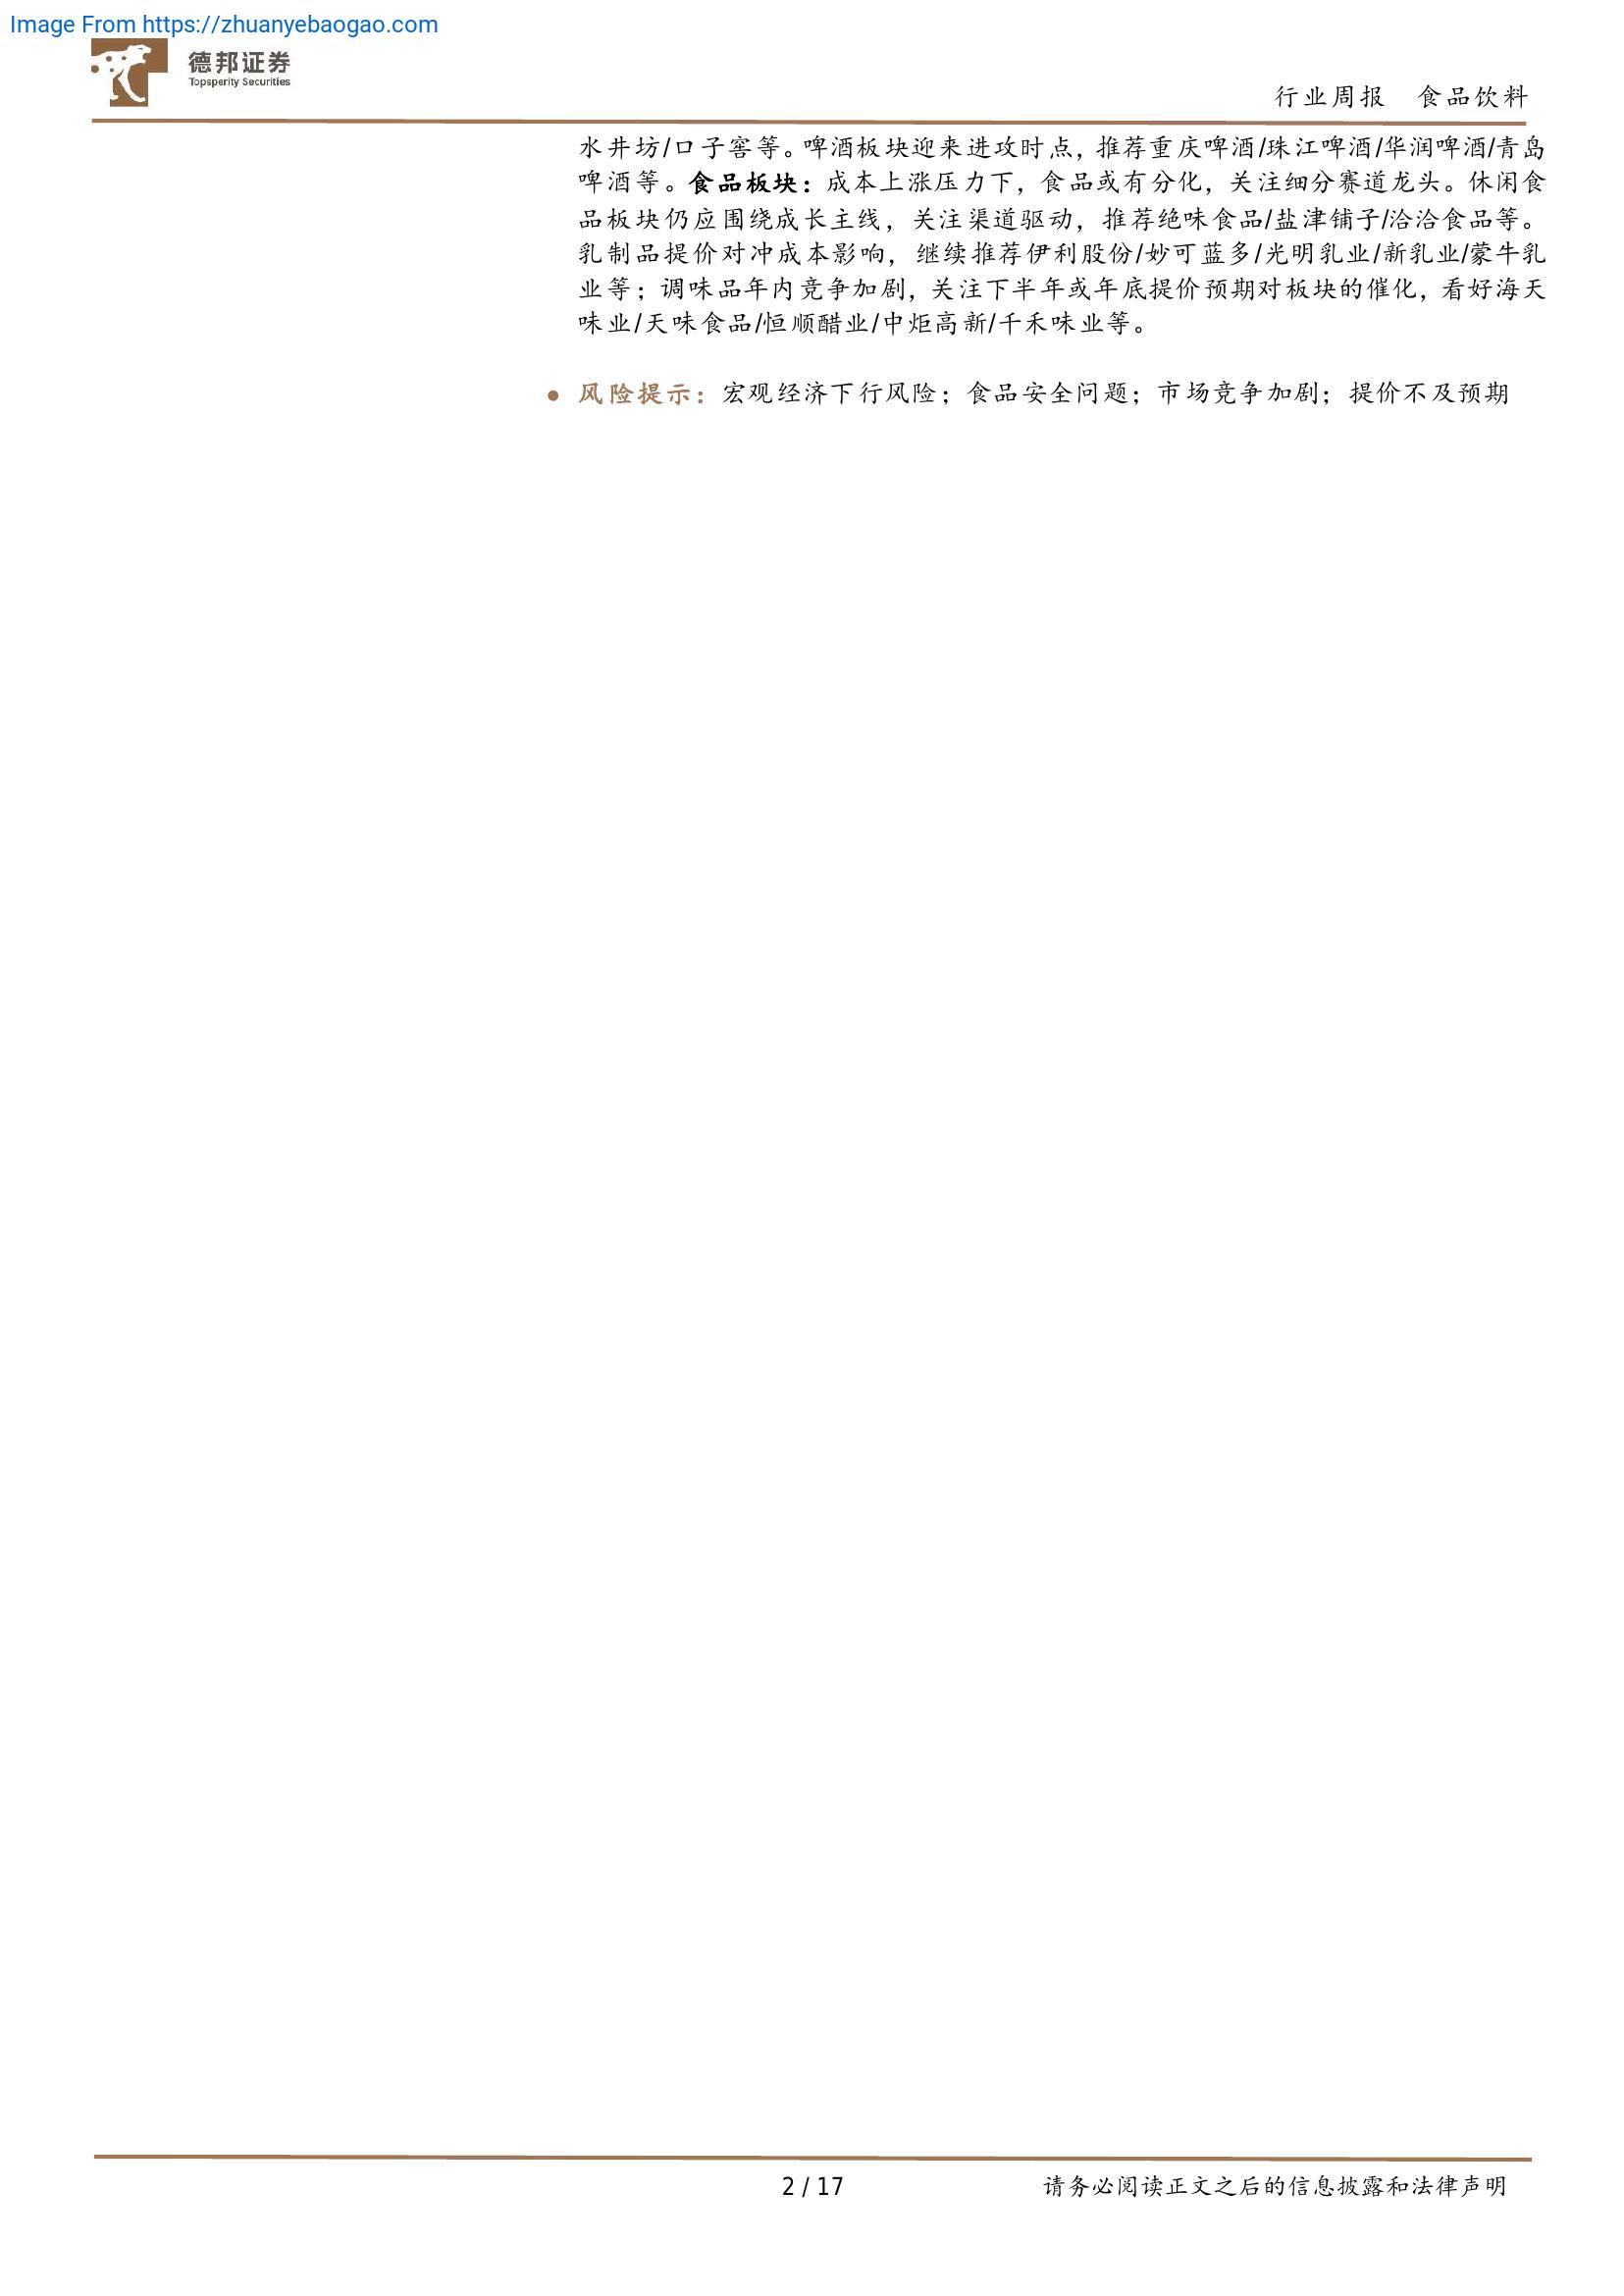 Image From https://zhuanyebaogao.com
德邦证券
Topsperity Securities
行业周报 食品饮料
水井坊/口子窖等。啤酒板块迎来进攻时点，推荐重庆啤酒/珠江啤酒/华润啤酒/青岛
啤酒等。食品板块：成本上涨压力下，食品或有分化，关注细分赛道龙头。休闲食
品板块仍应围绕成长主线，关注渠道驱动，推荐绝味食品/盐津铺子/洽洽食品等。
乳制品提价对冲成本影响，继续推荐伊利股份/妙可蓝多/光明乳业/新乳业/蒙牛乳
业等；调味品年内竞争加剧，关注下半年或年底提价预期对板块的催化，看好海天
味业/天味食品/恒顺醋业/中炬高新/千禾味业等。
● 风险提示：宏观经济下行风险；食品安全问题；市场竞争加剧；提价不及预期
2 / 17
请务必阅读正文之后的信息披露和法律声明